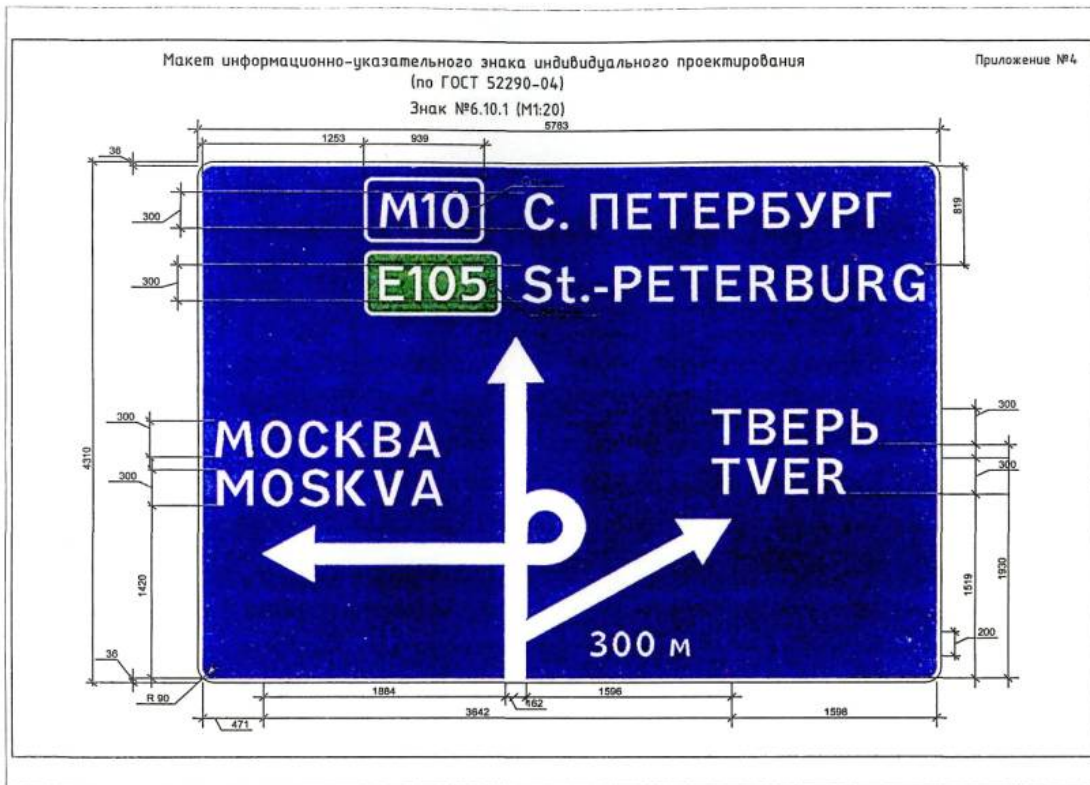 Макет информационно-указательного знака индивидуального проектирования
Приложение №4
(по ГОСТ 52290-04)
Знак №6.10.1 (М1:20)
5783
1253
939
36
300
М10
С. ПЕТЕРБУРГ
819
300
E105
St.-PETERBURG
4310
300
МОСКВА
ТВЕРЬ
300
300
MOSKVA
TVER
300
1420
1519
1930
36
300 м
200
R 90
1884
162
1596
3642
471
1598